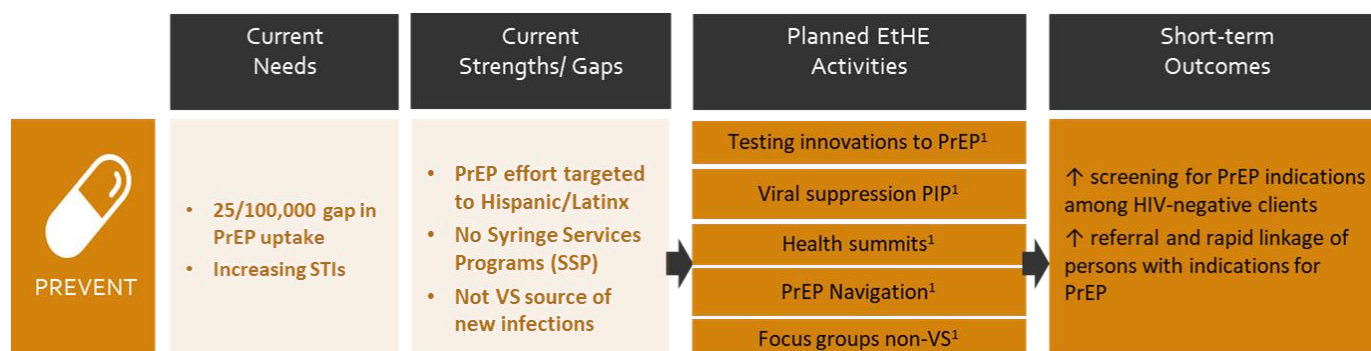 Current
Needs
Current
Strengths/ Gaps
Planned EtHE
Activities
Short-term
Outcomes
PREVENT
• 25/100,000 gap in
PrEP uptake
• Increasing STIs
• PrEP effort targeted
to Hispanic/Latinx
• No Syringe Services
Programs (SSP)
• Not VS source of
new infections
Testing innovations to PrEP¹
Viral suppression PIP¹
Health summits¹
PrEP Navigation¹
Focus groups non-VS¹
↑ screening for PrEP indications
among HIV-negative clients
↑ referral and rapid linkage of
persons with indications for
PrEP